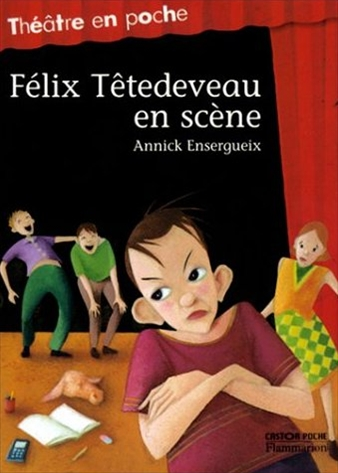 Théâtre en poche
Félix Têtedeveau
en scène
Annick Ensergueix
CASTOR POCHE
Flammarion